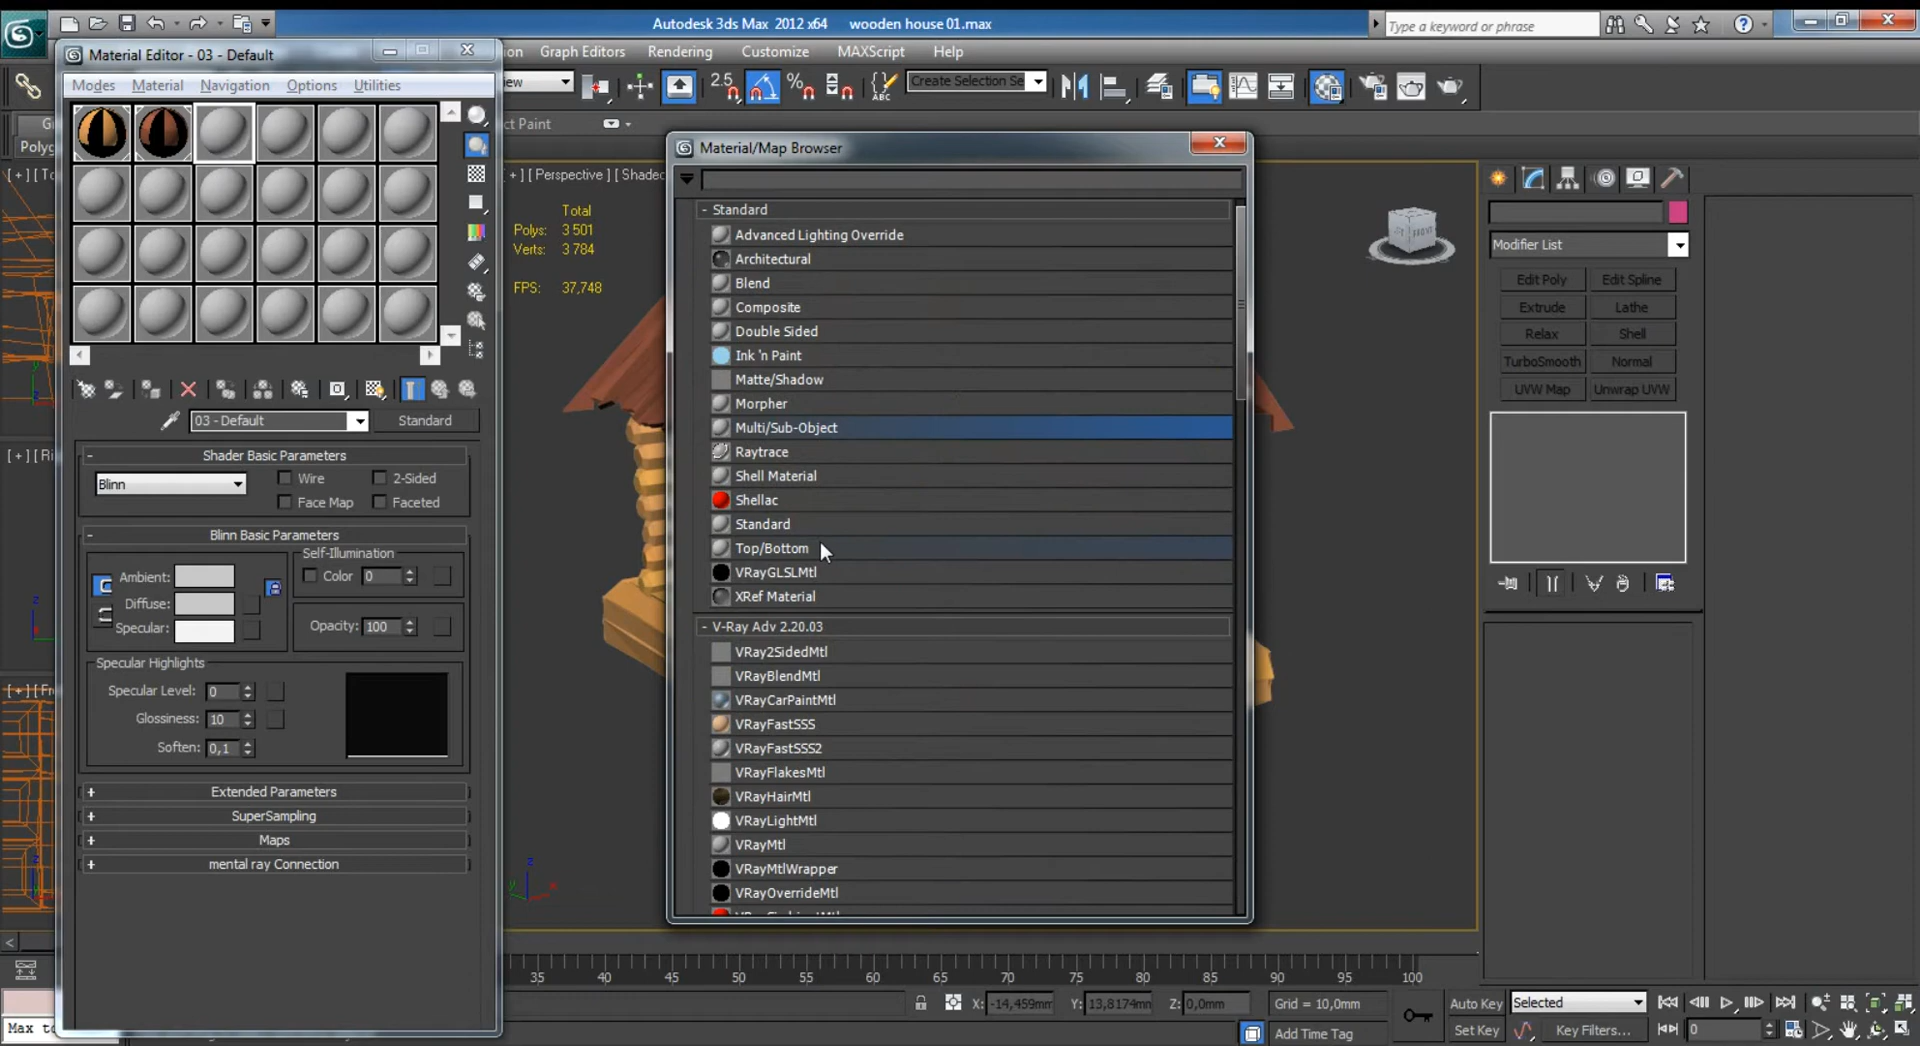 Autodesk 3ds Max 2012 x64    wooden house 01.max
Type a keyword or phrase
Material Editor - 03 - Default
Graph Editors    Rendering    Customize    MAXScript    Help
Modes    Material    Navigation    Options    Utilities
2.5
%
Create Selection Se
ABC
Material/Map Browser
[ + ] [ Perspective ] [
Total
Polys: 3 501
Verts: 3 784
FPS: 37,748
- Standard
Advanced Lighting Override
Architectural
Blend
Composite
Double Sided
Ink 'n Paint
Matte/Shadow
Morpher
Multi/Sub-Object
Raytrace
Shell Material
Shellac
Standard
Top/Bottom
VRayGLSLMtl
XRef Material
- V-Ray Adv 2.20.03
VRay2SidedMtl
VRayBlendMtl
VRayCarPaintMtl
VRayFastSSS
VRayFastSSS2
VRayFlakesMtl
VRayHairMtl
VRayLightMtl
VRayMtl
VRayMtlWrapper
VRayOverrideMtl
Modifier List
Edit Poly    Edit Spline
Extrude    Lathe
Relax    Shell
TurboSmooth    Normal
UVW Map    Unwrap UVW
03 - Default    Standard
- Shader Basic Parameters
Blinn    Wire    2-Sided
Face Map    Faceted
- Blinn Basic Parameters
Self-Illumination
Ambient:    Color    0
Diffuse:
Specular:    Opacity: 100
Specular Highlights
Specular Level: 0
Glossiness: 10
Soften: 0,1
+ Extended Parameters
+ SuperSampling
+ Maps
+ mental ray Connection
35 40 45 50 55 60 65 70 75 80 85 90 95 100
X: -14,459mm    Y: 13,8174mm    Z: 0,0mm    Grid = 10,0mm    Auto Key    Selected
Add Time Tag    Set Key    Key Filters...    0